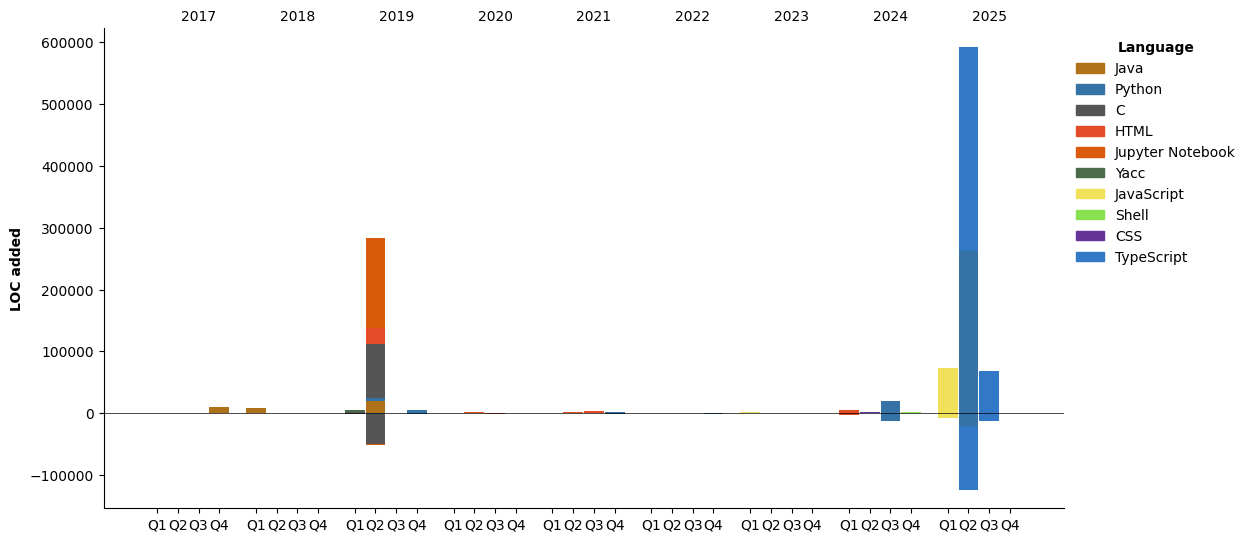 2017 2018 2019 2020 2021 2022 2023 2024 2025
600000
500000
400000
300000
200000
100000
0
−100000
LOC added
Q1 Q2 Q3 Q4 Q1 Q2 Q3 Q4 Q1 Q2 Q3 Q4 Q1 Q2 Q3 Q4 Q1 Q2 Q3 Q4 Q1 Q2 Q3 Q4 Q1 Q2 Q3 Q4 Q1 Q2 Q3 Q4 Q1 Q2 Q3 Q4
Language
Java
Python
C
HTML
Jupyter Notebook
Yacc
JavaScript
Shell
CSS
TypeScript